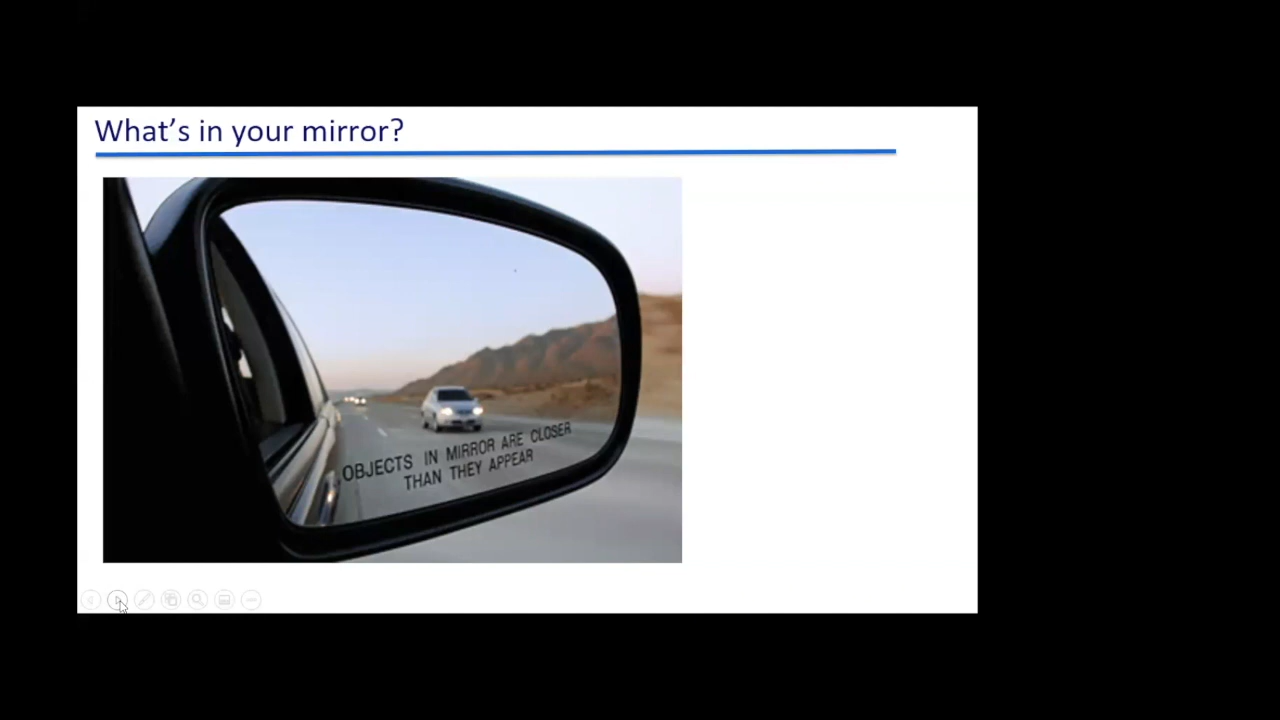 What's in your mirror?
OBJECTS IN MIRROR ARE CLOSER
THAN THEY APPEAR